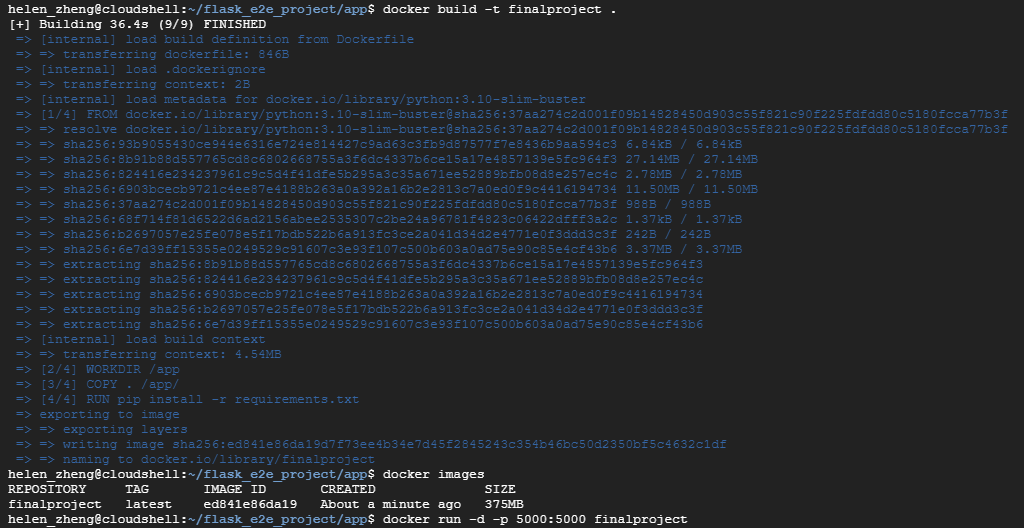 helen_zheng@cloudshell:~/flask_e2e_project/app$ docker build -t finalproject .
[+] Building 36.4s (9/9) FINISHED
=> [internal] load build definition from Dockerfile
=> => transferring dockerfile: 846B
=> [internal] load .dockerignore
=> => transferring context: 2B
=> [internal] load metadata for docker.io/library/python:3.10-slim-buster
=> [1/4] FROM docker.io/library/python:3.10-slim-buster@sha256:37aa274c2d001f09b14828450d903c55f821c90f225fdfdd80c5180fcca77b3f
=> => resolve docker.io/library/python:3.10-slim-buster@sha256:37aa274c2d001f09b14828450d903c55f821c90f225fdfdd80c5180fcca77b3f
=> => sha256:93b9055430ce944e6316e724e814427c9ad63c3fb9d87577f7e8436b9aa594c3 6.84kB / 6.84kB
=> => sha256:8b91b88d557765cd8c6802668755a3f6dc4337b6ce15a17e4857139e5fc964f3 27.14MB / 27.14MB
=> => sha256:824416e234237961c9c5d4f41dfe5b295a3c35a671ee52889bfb08d8e257ec4c 2.78MB / 2.78MB
=> => sha256:6903bcecb9721c4ee87e4188b263a0a392a16b2e2813c7a0ed0f9c4416194734 11.50MB / 11.50MB
=> => sha256:37aa274c2d001f09b14828450d903c55f821c90f225fdfdd80c5180fcca77b3f 988B / 988B
=> => sha256:68f714f81d6522d6ad2156abee2535307c2be24a96781f4823c06422dfff3a2c 1.37kB / 1.37kB
=> => sha256:b2697057e25fe078e5f17bdb522b6a913fc3ce2a041d34d2e4771e0f3ddd3c3f 242B / 242B
=> => sha256:6e7d39ff15355e0249529c91607c3e93f107c500b603a0ad75e90c85e4cf43b6 3.37MB / 3.37MB
=> => extracting sha256:8b91b88d557765cd8c6802668755a3f6dc4337b6ce15a17e4857139e5fc964f3
=> => extracting sha256:824416e234237961c9c5d4f41dfe5b295a3c35a671ee52889bfb08d8e257ec4c
=> => extracting sha256:6903bcecb9721c4ee87e4188b263a0a392a16b2e2813c7a0ed0f9c4416194734
=> => extracting sha256:b2697057e25fe078e5f17bdb522b6a913fc3ce2a041d34d2e4771e0f3ddd3c3f
=> => extracting sha256:6e7d39ff15355e0249529c91607c3e93f107c500b603a0ad75e90c85e4cf43b6
=> [internal] load build context
=> => transferring context: 4.54MB
=> [2/4] WORKDIR /app
=> [3/4] COPY . /app/
=> [4/4] RUN pip install -r requirements.txt
=> exporting to image
=> => exporting layers
=> => writing image sha256:ed841e86da19d7f73ee4b34e7d45f2845243c354b46bc50d2350bf5c4632c1df
=> => naming to docker.io/library/finalproject
helen_zheng@cloudshell:~/flask_e2e_project/app$ docker images
REPOSITORY TAG IMAGE ID CREATED SIZE
finalproject latest ed841e86da19 About a minute ago 375MB
helen_zheng@cloudshell:~/flask_e2e_project/app$ docker run -d -p 5000:5000 finalproject